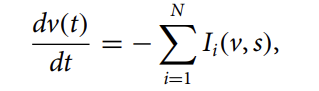 dv(t)/dt = − ∑_{i=1}^{N} I_i(v, s),